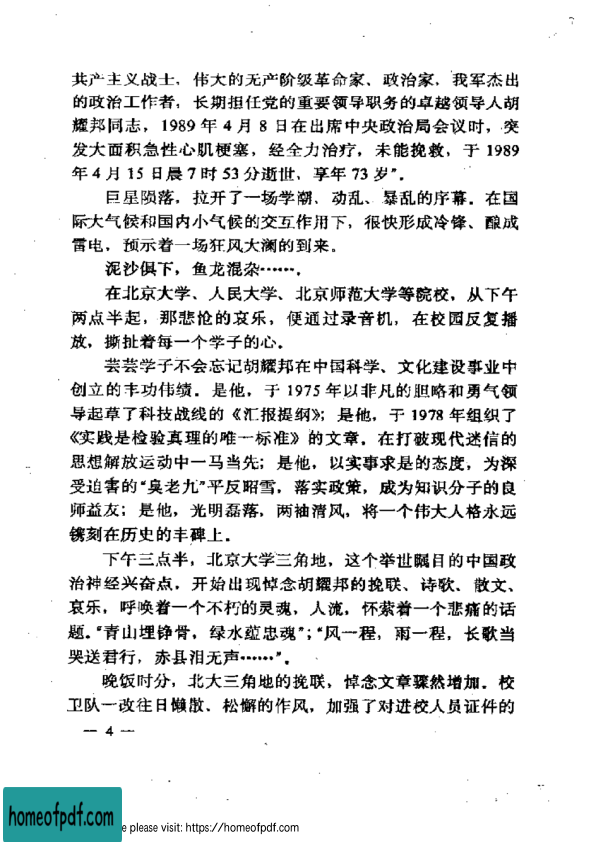 共产主义战士，伟大的无产阶级革命家、政治家，我军杰出
的政治工作者，长期担任党的重要领导职务的卓越领导人胡
耀邦同志，1989 年 4 月 8 日在出席中央政治局会议时，突
发大面积急性心肌梗塞，经全力治疗，未能挽救，于 1989
年 4 月 15 日晨 7 时 53 分逝世，享年 73 岁”。
巨星陨落，拉开了一场学潮、动乱、暴乱的序幕。在国
际大气候和国内小气候的交互作用下，很快形成冷锋、酿成
雷电，预示着一场狂风大澜的到来。
泥沙俱下，鱼龙混杂……。
在北京大学、人民大学、北京师范大学等院校，从下午
两点半起，那悲怆的哀乐，便通过录音机，在校园反复播
放，撕扯着每一个学子的心。
芸芸学子不会忘记胡耀邦在中国科学、文化建设事业中
创立的丰功伟绩。是他，于 1975 年以非凡的胆略和勇气领
导起草了科技战线的《汇报提纲》；是他，于 1978 年组织了
《实践是检验真理的唯一标准》的文章。在打破现代迷信的
思想解放运动中一马当先；是他，以实事求是的态度，为深
受迫害的“臭老九”平反昭雪，落实政策，成为知识分子的良
师益友；是他，光明磊落，两袖清风，将一个伟大人格永远
镌刻在历史的丰碑上。
下午三点半，北京大学三角地，这个举世瞩目的中国政
治神经兴奋点，开始出现悼念胡耀邦的挽联、诗歌、散文、
哀乐，呼唤着一个不朽的灵魂，人流，怀萦着一个悲痛的话
题。“青山埋铮骨，绿水蕴忠魂”；“风一程，雨一程，长歌当
哭送君行，赤县泪无声……”。
晚饭时分，北大三角地的挽联，悼念文章骤然增加。校
卫队一改往日懒散、松懈的作风，加强了对进校人员证件的
— 4 —
homeofpdf.com
e please visit: https://homeofpdf.com